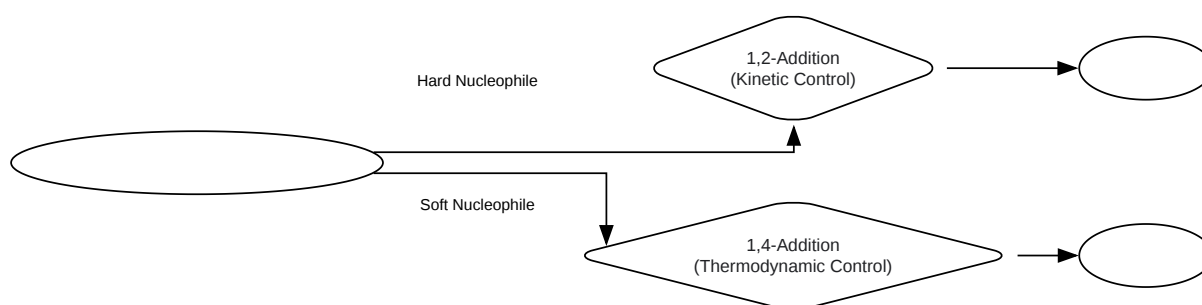 1,2-Addition
(Kinetic Control)
Hard Nucleophile
Soft Nucleophile
1,4-Addition
(Thermodynamic Control)